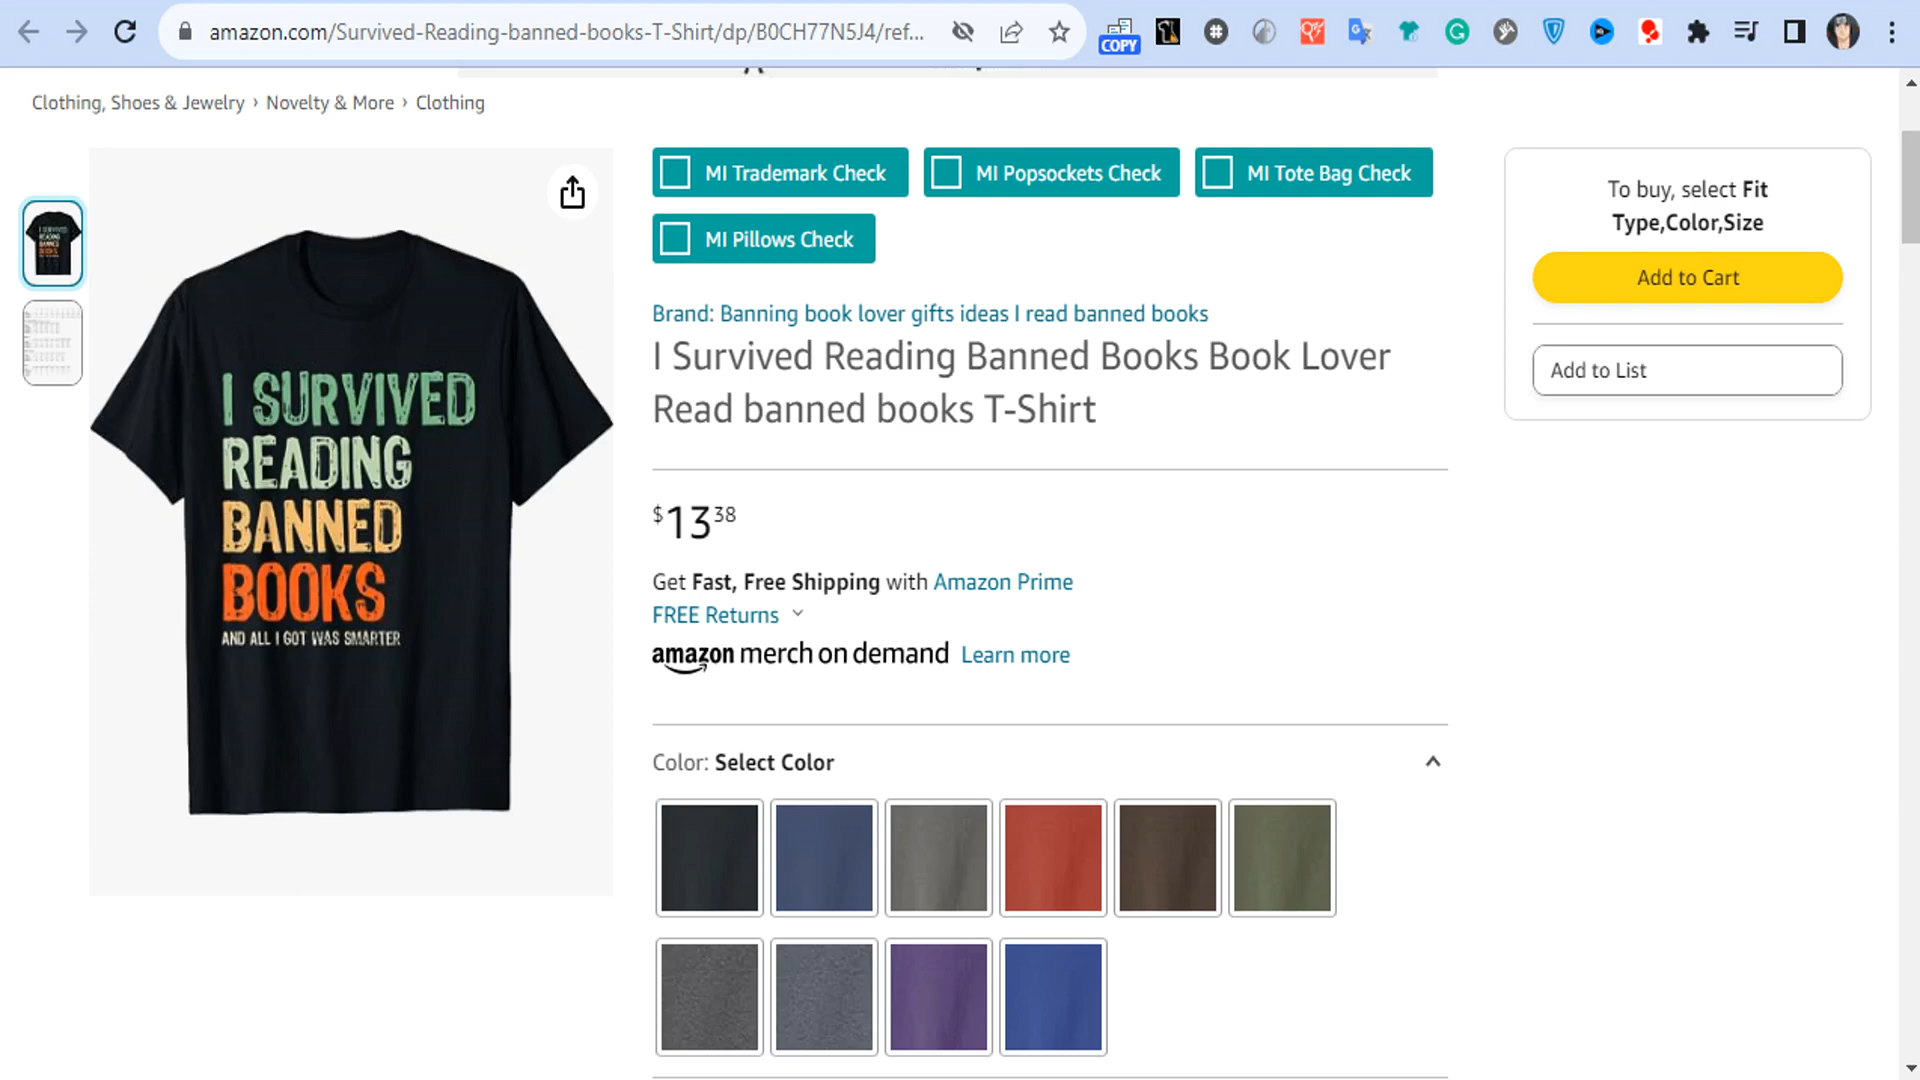 amazon.com/Survived-Reading-banned-books-T-Shirt/dp/B0CH77N5J4/ref...
COPY
Clothing, Shoes & Jewelry › Novelty & More › Clothing
MI Trademark Check
MI Popsockets Check
MI Tote Bag Check
MI Pillows Check
To buy, select Fit
Type,Color,Size
Add to Cart
Add to List
I SURVIVED
READING
BANNED
BOOKS
AND ALL I GOT WAS SMARTER
Brand: Banning book lover gifts ideas I read banned books
I Survived Reading Banned Books Book Lover
Read banned books T-Shirt
$13 38
Get Fast, Free Shipping with Amazon Prime
FREE Returns
amazon merch on demand Learn more
Color: Select Color